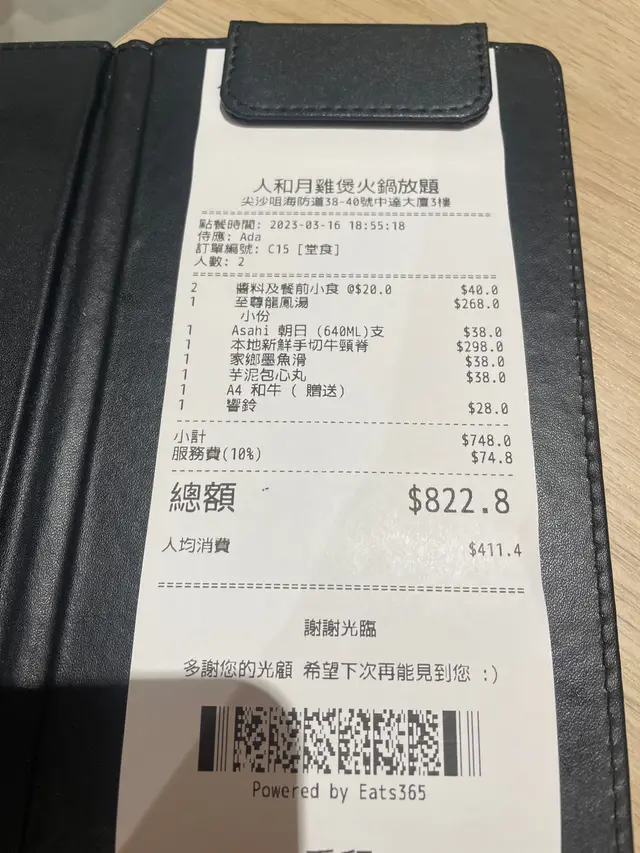 人和月雞煲火鍋放題
尖沙咀海防道38-40號中達大廈3樓
點餐時間: 2023-03-16 18:55:18
侍應: Ada
訂單編號: C15 [堂食]
人數: 2
2 醬料及餐前小食 @$20.0 $40.0
1 至尊龍鳳湯 $268.0
小份
1 Asahi 朝日 (640ML)支 $38.0
1 本地新鮮手切牛頸脊 $298.0
1 家鄉墨魚滑 $38.0
1 芋泥包心丸 $38.0
1 A4 和牛 ( 贈送)
1 響鈴 $28.0
小計 $748.0
服務費(10%) $74.8
總額 $822.8
人均消費 $411.4
謝謝光臨
多謝您的光顧 希望下次再能見到您 :)
Powered by Eats365